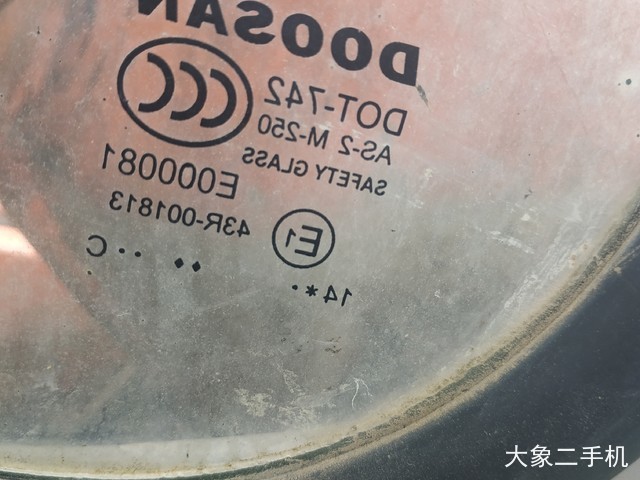 DOOSAN
DOT-742
CCC
AS-2 M-250
SAFETY GLASS
E000081
43R-001813
E1
C •• ♦♦
14*•
大象二手机